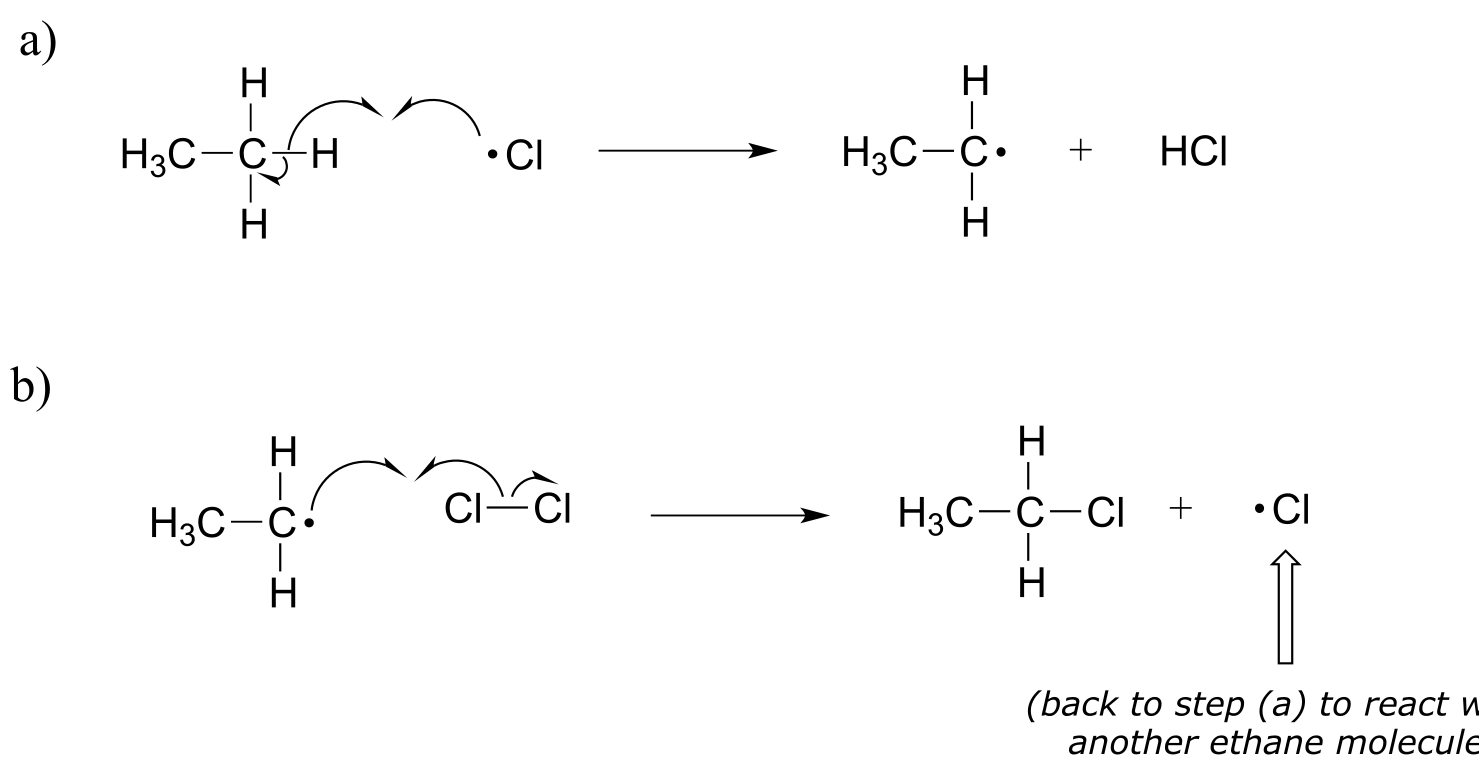 a)
H H
H₃C C H •Cl H₃C C• + HCl
H H
b)
H H
H₃C C• Cl Cl H₃C C Cl + •Cl
H H
(back to step (a) to react
another ethane molecule